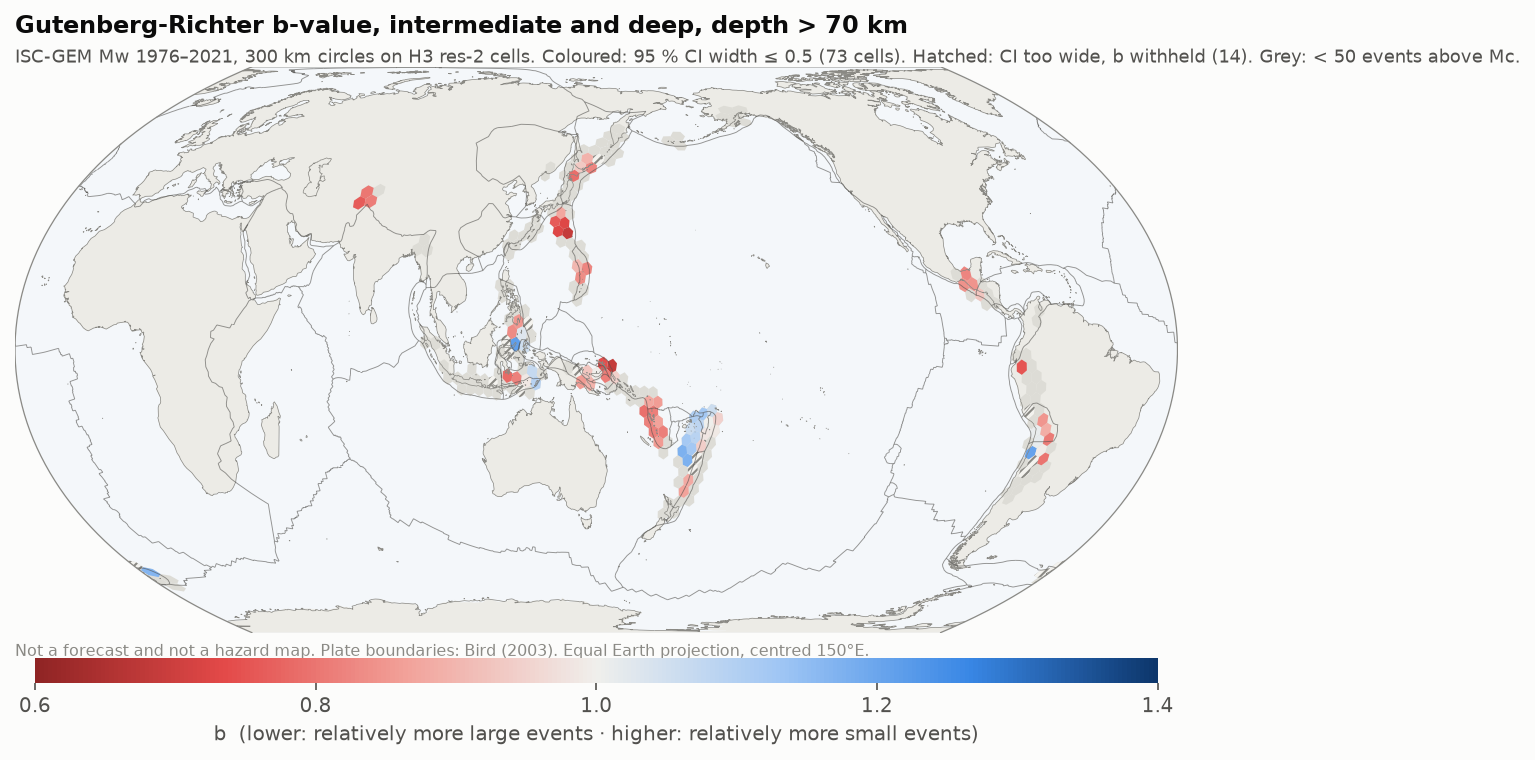 Gutenberg-Richter b-value, intermediate and deep, depth > 70 km
ISC-GEM Mw 1976–2021, 300 km circles on H3 res-2 cells. Coloured: 95 % CI width ≤ 0.5 (73 cells). Hatched: CI too wide, b withheld (14). Grey: < 50 events above Mc.
Not a forecast and not a hazard map. Plate boundaries: Bird (2003). Equal Earth projection, centred 150°E.
0.6 0.8 1.0 1.2 1.4
b (lower: relatively more large events · higher: relatively more small events)